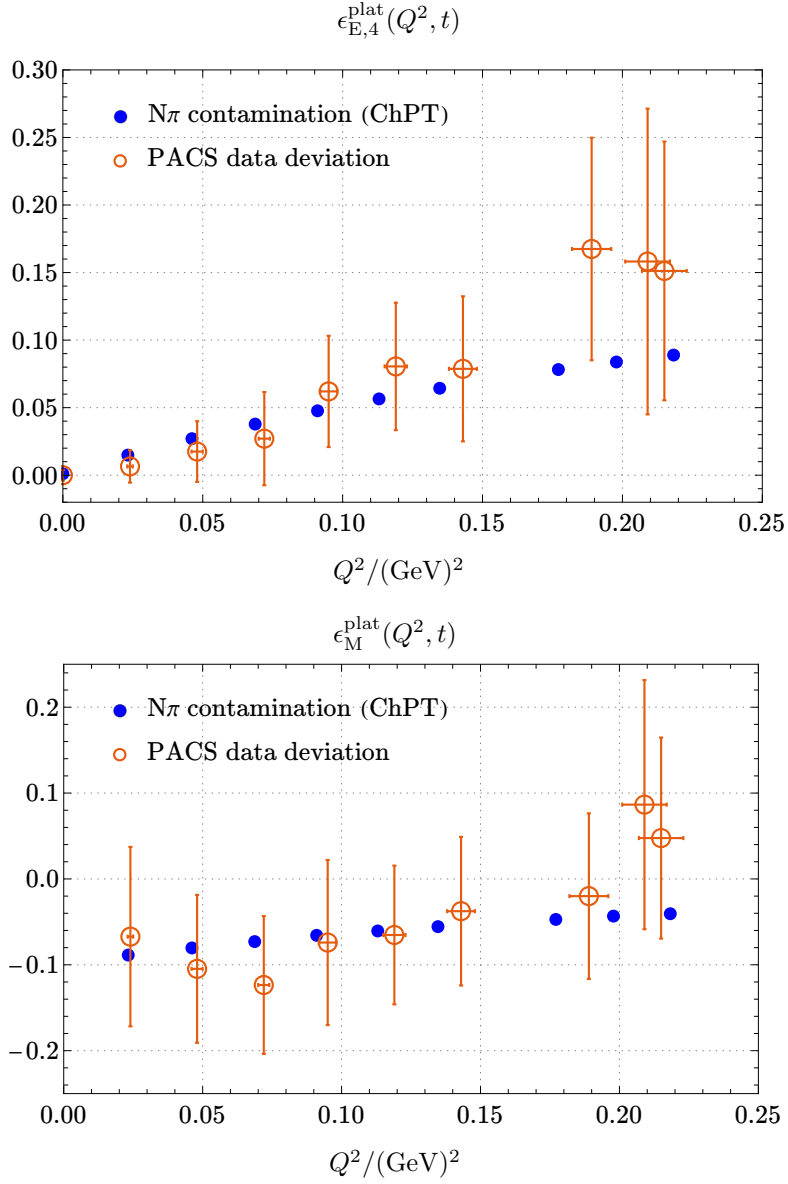 ϵ^plat_E,4(Q², t)
0.30
Nπ contamination (ChPT)
0.25
PACS data deviation
0.20
0.15
0.10
0.05
0.00
0.00 0.05 0.10 0.15 0.20 0.25
Q²/(GeV)²
ϵ^plat_M(Q², t)
0.2
Nπ contamination (ChPT)
PACS data deviation
0.1
0.0
−0.1
−0.2
0.00 0.05 0.10 0.15 0.20 0.25
Q²/(GeV)²